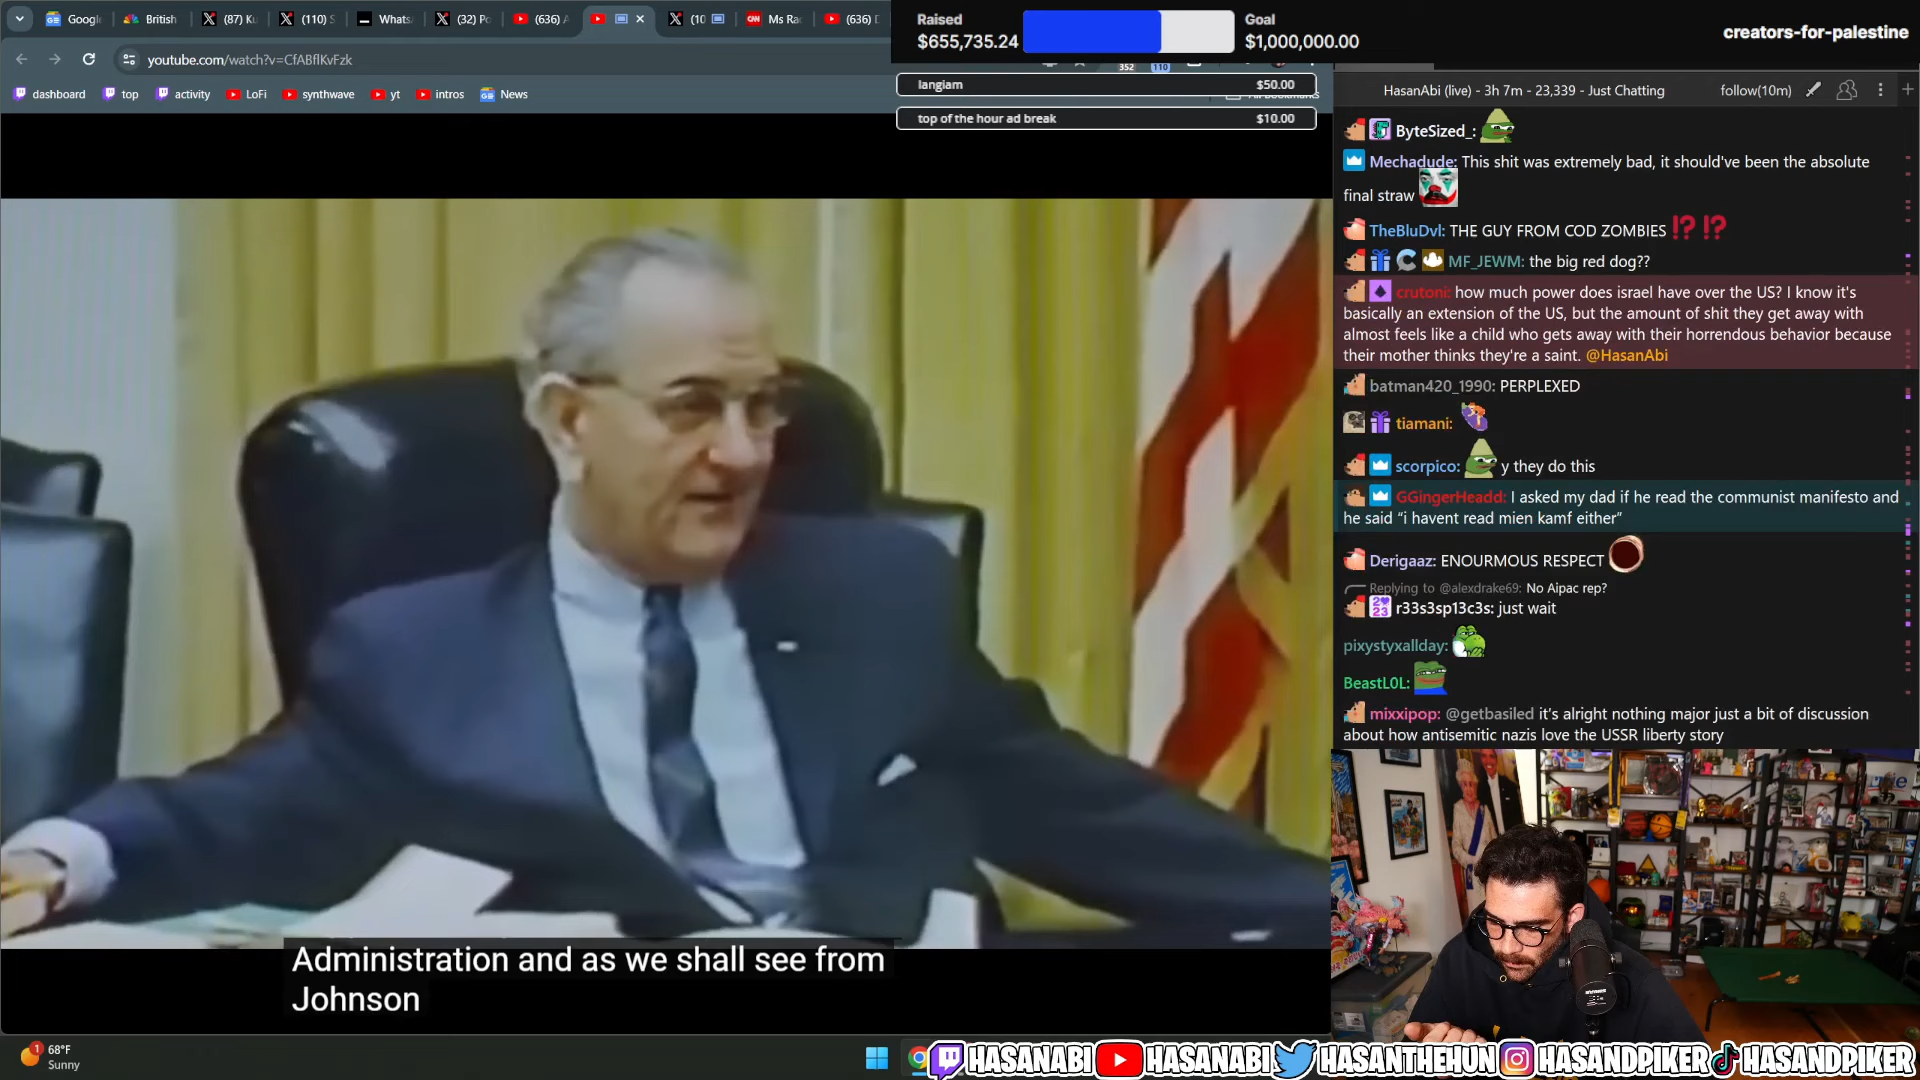 Googl
British
(87) Ku
(110) S
Whats
(32) Po
(636) A
(10
Ms Ra
(636) D
youtube.com/watch?v=CfABflKvFzk
352
110
dashboard
top
activity
LoFi
synthwave
yt
intros
News
Raised
$655,735.24
Goal
$1,000,000.00
creators-for-palestine
langiam
$50.00
top of the hour ad break
$10.00
HasanAbi (live) - 3h 7m - 23,339 - Just Chatting
follow(10m)
ByteSized_:
Mechadude: This shit was extremely bad, it should've been the absolute
final straw
TheBluDvl: THE GUY FROM COD ZOMBIES
MF_JEWM: the big red dog??
crutoni: how much power does israel have over the US? I know it's
basically an extension of the US, but the amount of shit they get away with
almost feels like a child who gets away with their horrendous behavior because
their mother thinks they're a saint. @HasanAbi
batman420_1990: PERPLEXED
tiamani:
scorpico: y they do this
GGingerHeadd: I asked my dad if he read the communist manifesto and
he said “i havent read mien kamf either”
Derigaaz: ENOURMOUS RESPECT
Replying to @alexdrake69: No Aipac rep?
r33s3sp13c3s: just wait
pixystyxallday:
BeastL0L:
mixxipop: @getbasiled it's alright nothing major just a bit of discussion
about how antisemitic nazis love the USSR liberty story
Administration and as we shall see from
Johnson
1
68°F
Sunny
HASANABI
HASANABI
HASANTHEHUN
HASANDPIKER
HASANDPIKER